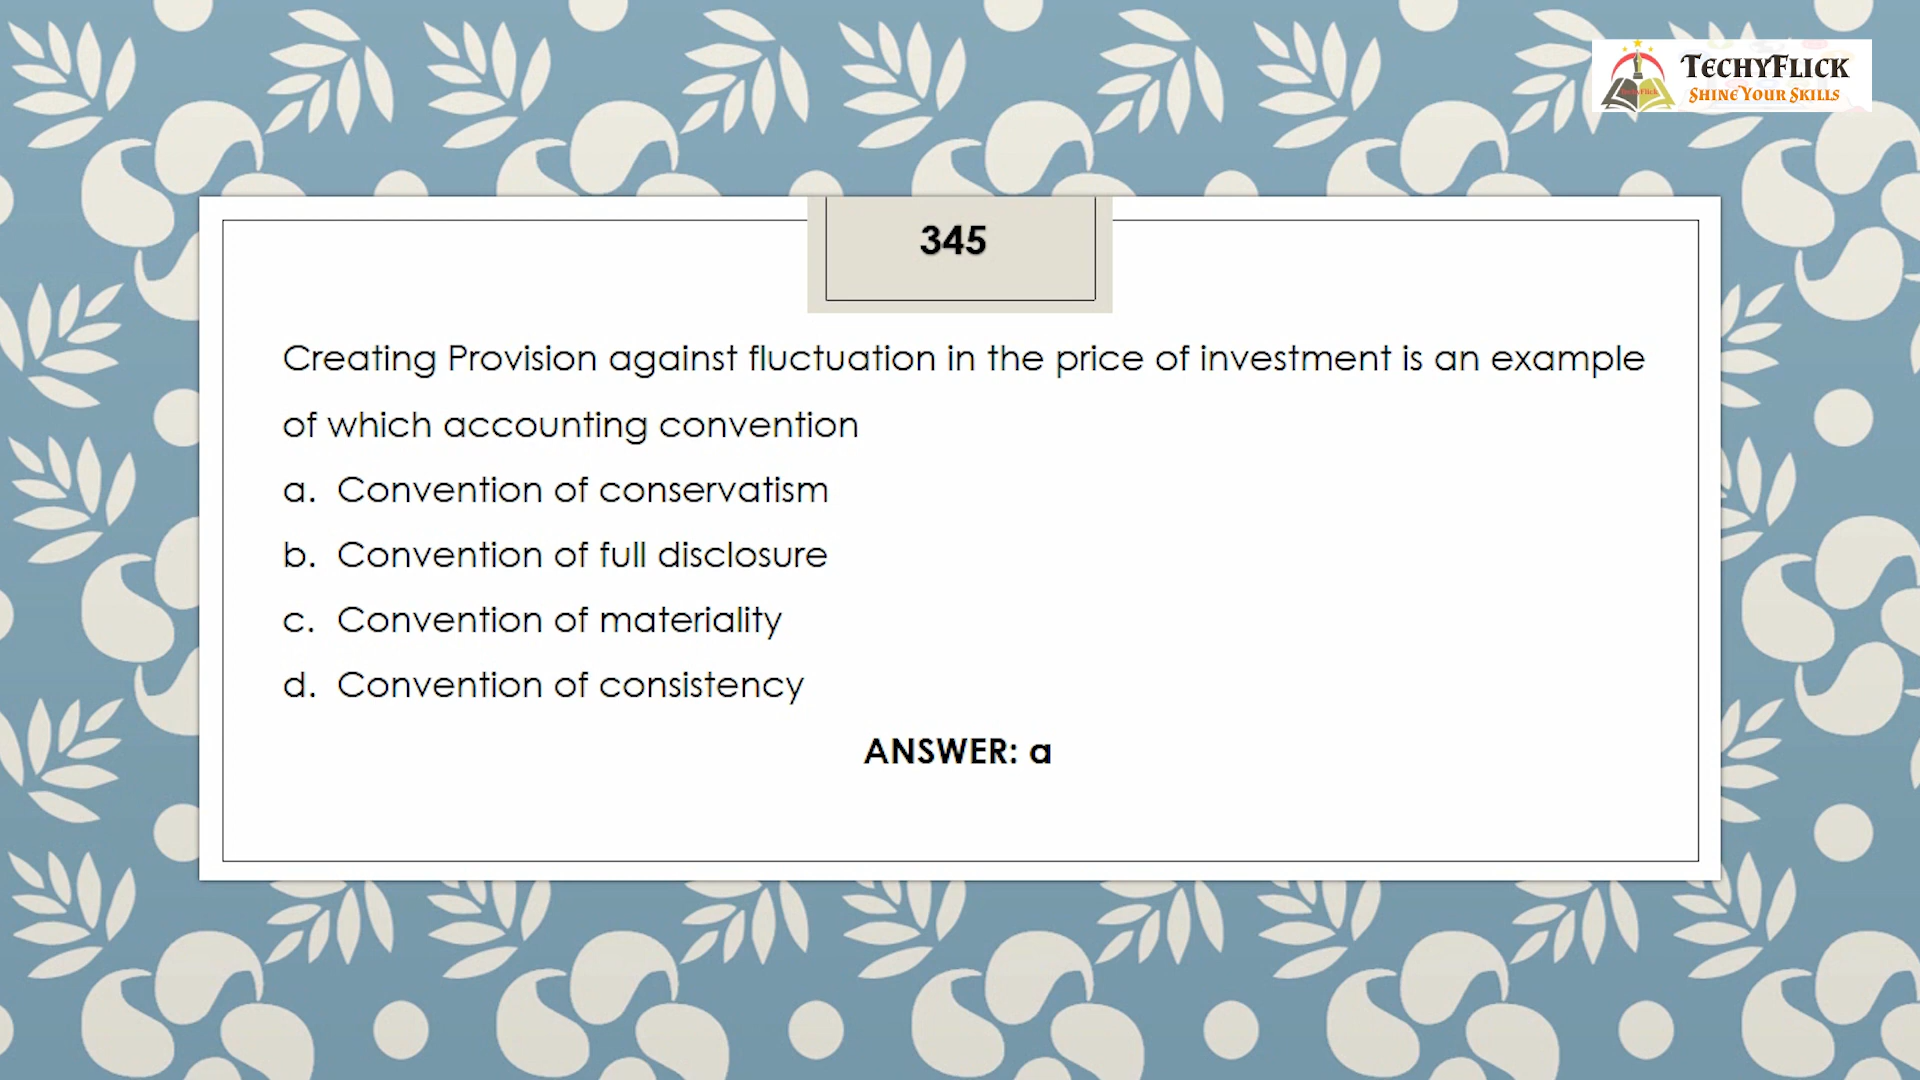 TECHYFLICK
SHINE YOUR SKILLS
345
Creating Provision against fluctuation in the price of investment is an example
of which accounting convention
a. Convention of conservatism
b. Convention of full disclosure
c. Convention of materiality
d. Convention of consistency
ANSWER: a